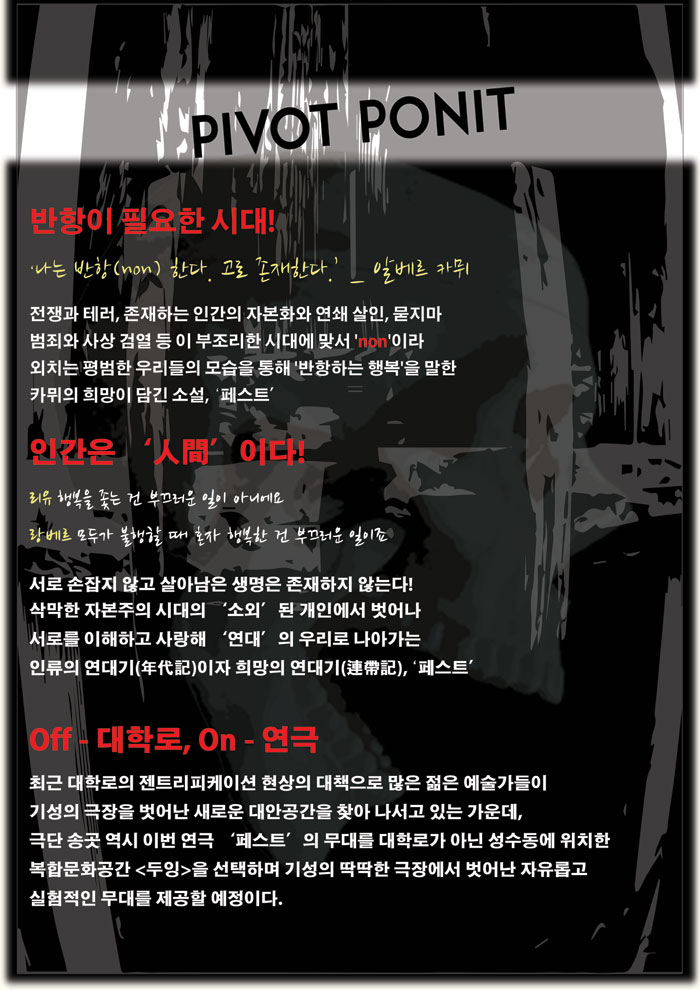 PIVOT PONIT
반항이 필요한 시대!
'나는 반항(non) 한다. 고로 존재한다.' _ 알베르 카뮈
전쟁과 테러, 존재하는 인간의 자본화와 연쇄 살인, 묻지마
범죄와 사상 검열 등 이 부조리한 시대에 맞서 'non'이라
외치는 평범한 우리들의 모습을 통해 '반항하는 행복'을 말한
카뮈의 희망이 담긴 소설, ‘페스트’
인간은 ‘人間’ 이다!
리유 행복을 좇는 건 부끄러운 일이 아니에요
랑베르 모두가 불행할 때 혼자 행복한 건 부끄러운 일이죠
서로 손잡지 않고 살아남은 생명은 존재하지 않는다!
삭막한 자본주의 시대의 ‘소외’ 된 개인에서 벗어나
서로를 이해하고 사랑해 ‘연대’ 의 우리로 나아가는
인류의 연대기(年代記)이자 희망의 연대기(連帶記), ‘페스트’
Off - 대학로, On - 연극
최근 대학로의 젠트리피케이션 현상의 대책으로 많은 젊은 예술가들이
기성의 극장을 벗어난 새로운 대안공간을 찾아 나서고 있는 가운데,
극단 송곳 역시 이번 연극 ‘페스트’ 의 무대를 대학로가 아닌 성수동에 위치한
복합문화공간 <두잉>을 선택하며 기성의 딱딱한 극장에서 벗어난 자유롭고
실험적인 무대를 제공할 예정이다.